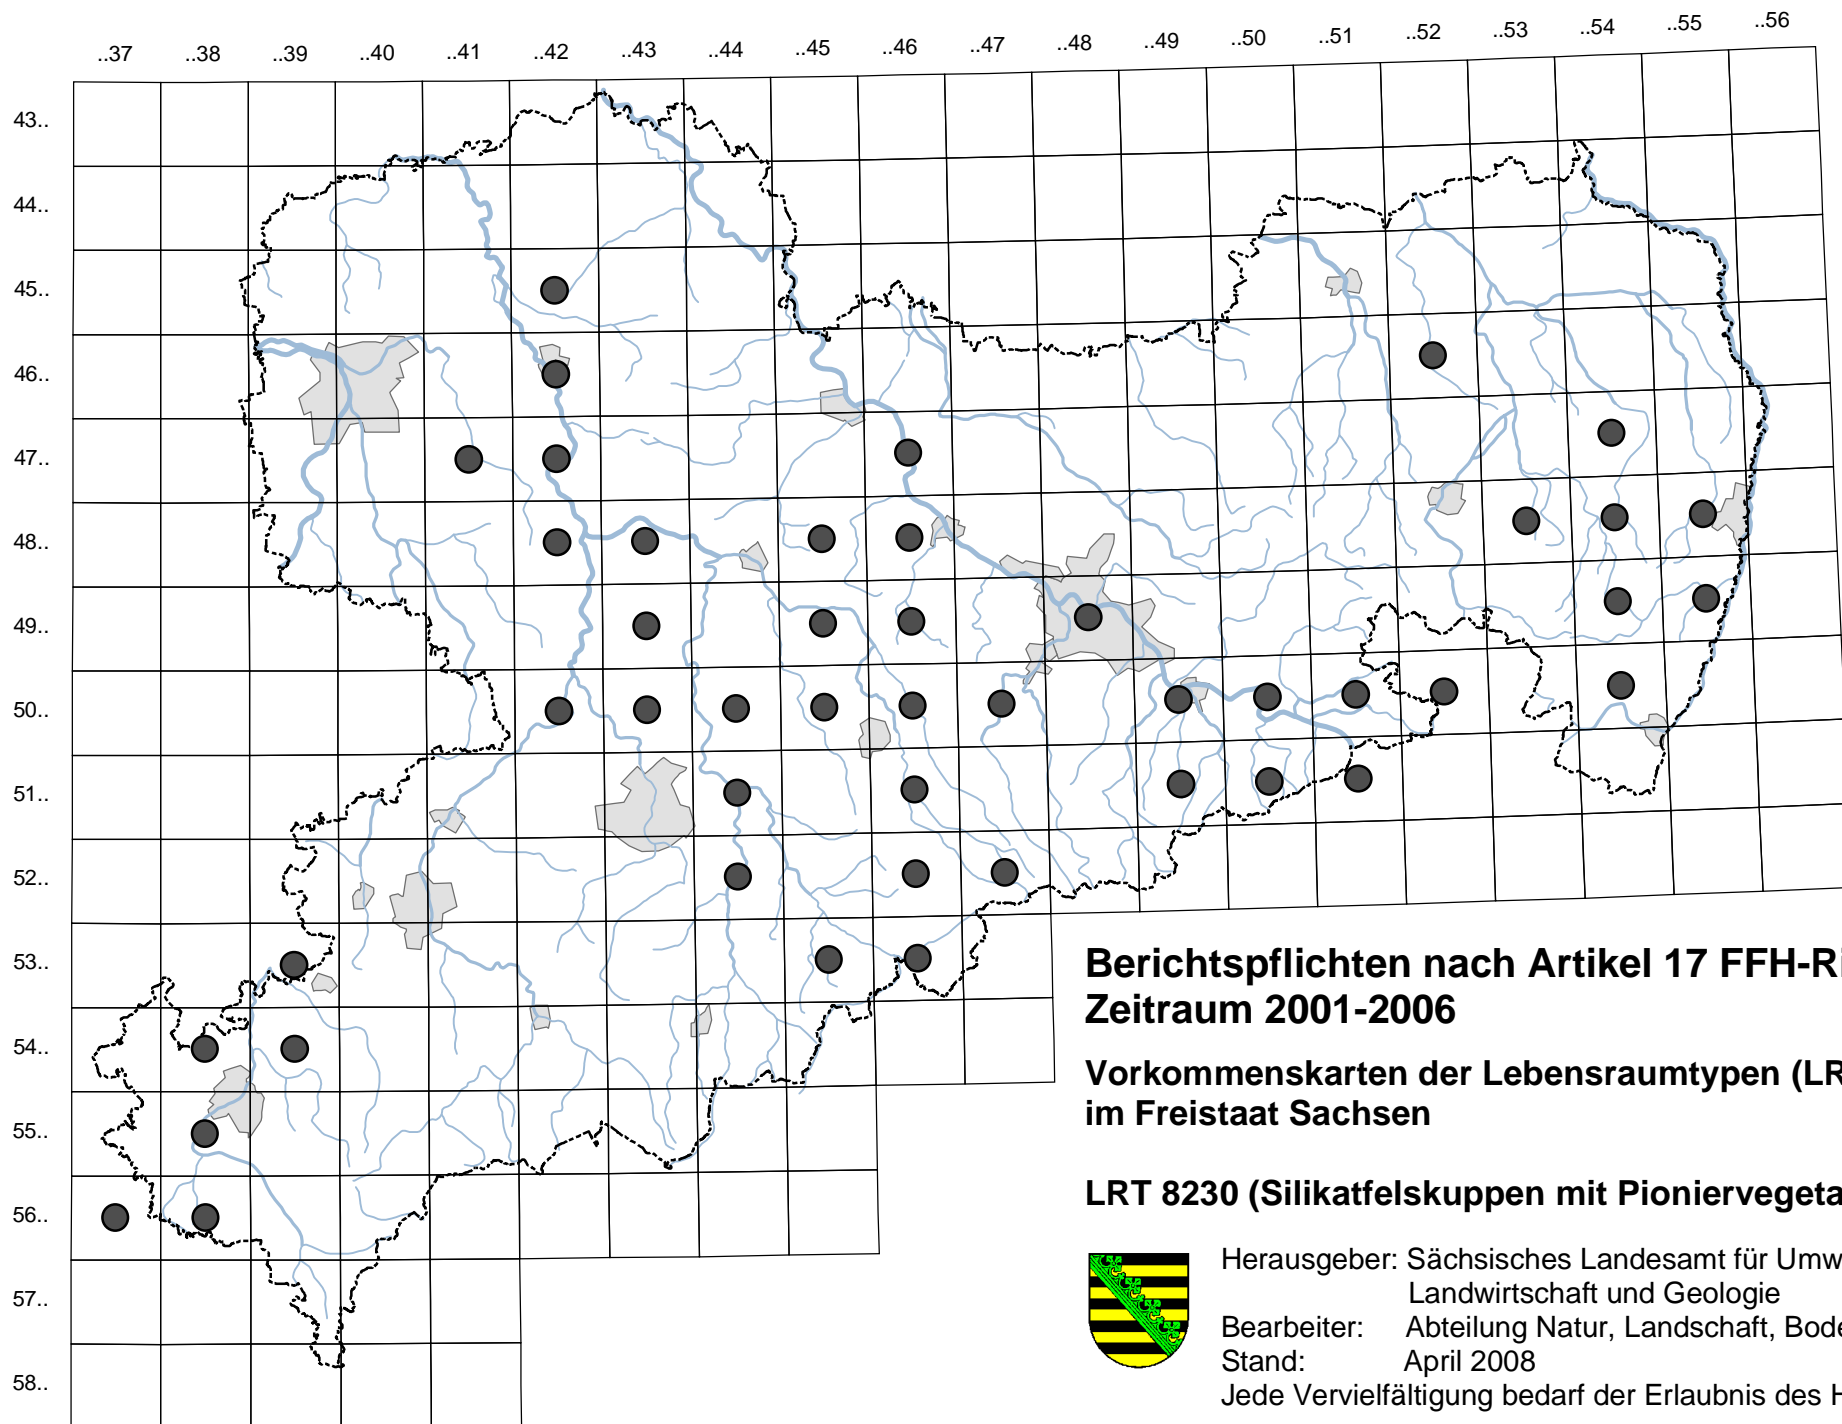 ..37 ..38 ..39 ..40 ..41 ..42 ..43 ..44 ..45 ..46 ..47 ..48 ..49 ..50 ..51 ..52 ..53 ..54 ..55 ..56
43..
44..
45..
46..
47..
48..
49..
50..
51..
52..
53..
54..
55..
56..
57..
58..
Berichtspflichten nach Artikel 17 FFH-Ri
Zeitraum 2001-2006
Vorkommenskarten der Lebensraumtypen (LR
im Freistaat Sachsen
LRT 8230 (Silikatfelskuppen mit Pioniervegeta
Herausgeber: Sächsisches Landesamt für Umw
Landwirtschaft und Geologie
Bearbeiter: Abteilung Natur, Landschaft, Bode
Stand: April 2008
Jede Vervielfältigung bedarf der Erlaubnis des H